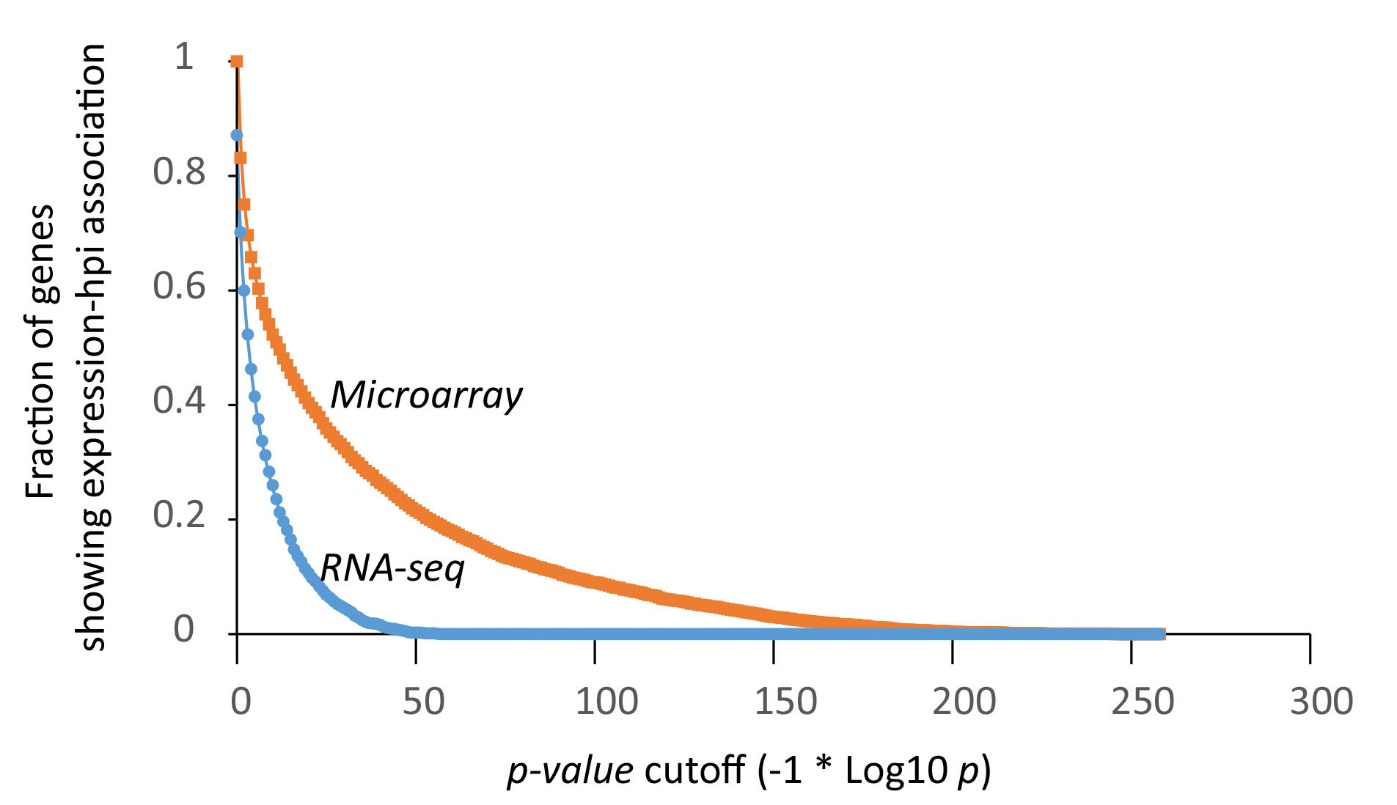 Fraction of genes
showing expression-hpi association
1
0.8
0.6
0.4
0.2
0
Microarray
RNA-seq
0 50 100 150 200 250 300
p-value cutoff (-1 * Log10 p)